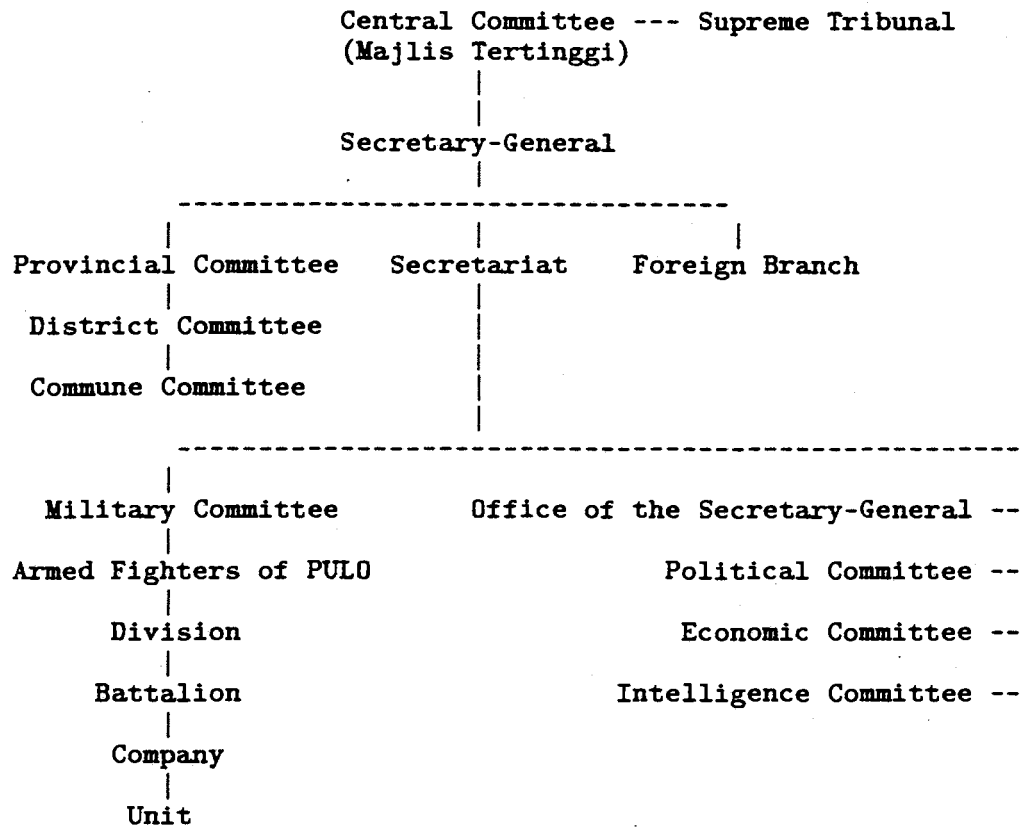 Central Committee --- Supreme Tribunal
(Majlis Tertinggi)
Secretary-General
Provincial Committee Secretariat Foreign Branch
District Committee
Commune Committee
Military Committee Office of the Secretary-General --
Armed Fighters of PULO Political Committee --
Division Economic Committee --
Battalion Intelligence Committee --
Company
Unit